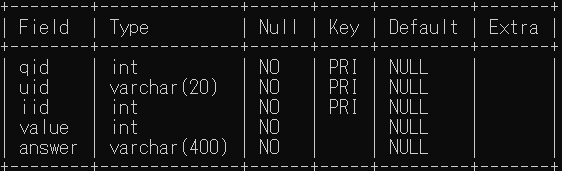 +--------+--------------+------+-----+---------+-------+
| Field  | Type         | Null | Key | Default | Extra |
+--------+--------------+------+-----+---------+-------+
| qid    | int          | NO   | PRI | NULL    |       |
| uid    | varchar(20)  | NO   | PRI | NULL    |       |
| iid    | int          | NO   | PRI | NULL    |       |
| value  | int          | NO   |     | NULL    |       |
| answer | varchar(400) | NO   |     | NULL    |       |
+--------+--------------+------+-----+---------+-------+